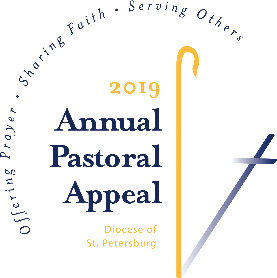 Offering Prayer • Sharing Faith • Serving Others
2019
Annual
Pastoral
Appeal
Diocese of
St. Petersburg